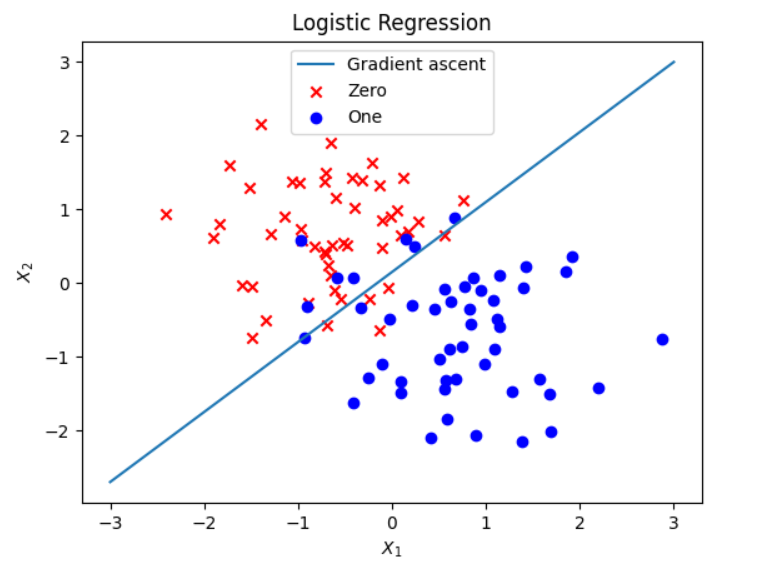 Logistic Regression
Gradient ascent
Zero
One
3
2
1
0
−1
−2
X₂
−3 −2 −1 0 1 2 3
X₁